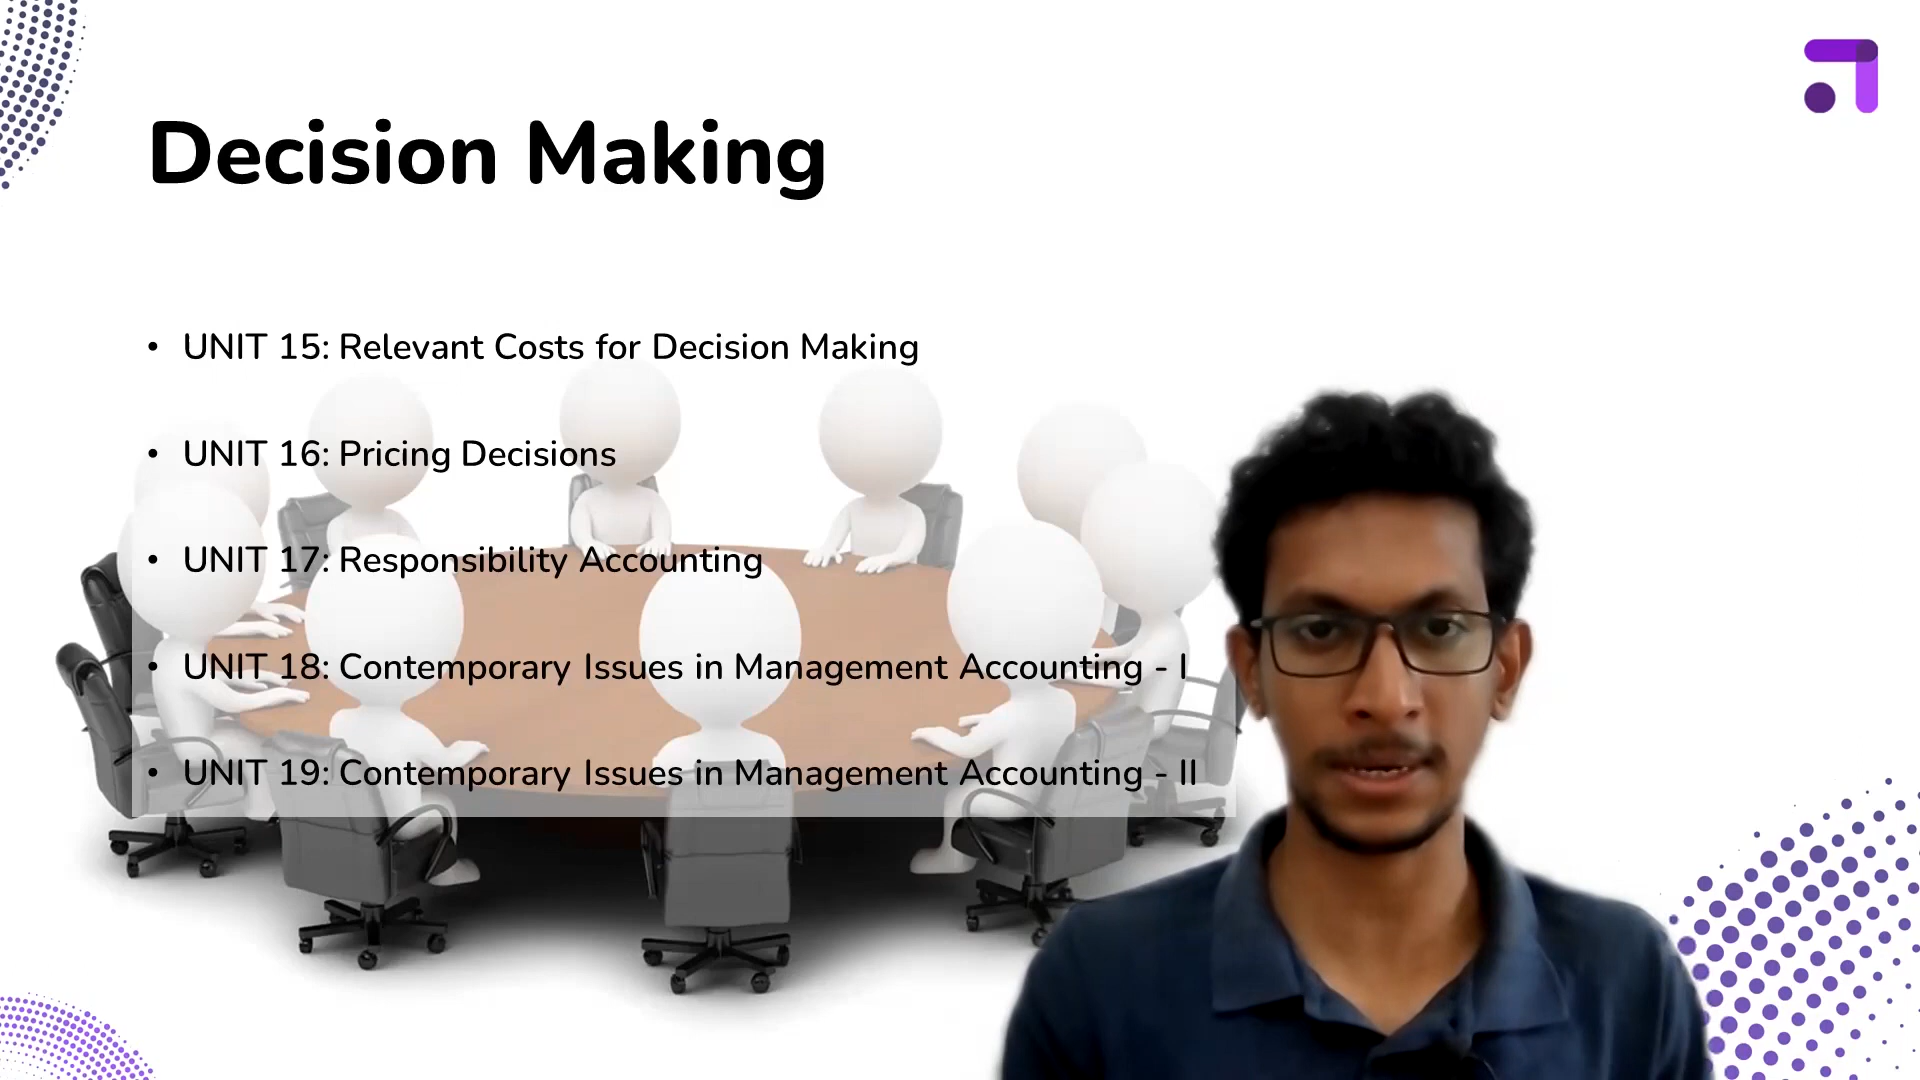 Decision Making
• UNIT 15: Relevant Costs for Decision Making
• UNIT 16: Pricing Decisions
• UNIT 17: Responsibility Accounting
• UNIT 18: Contemporary Issues in Management Accounting - I
• UNIT 19: Contemporary Issues in Management Accounting - II